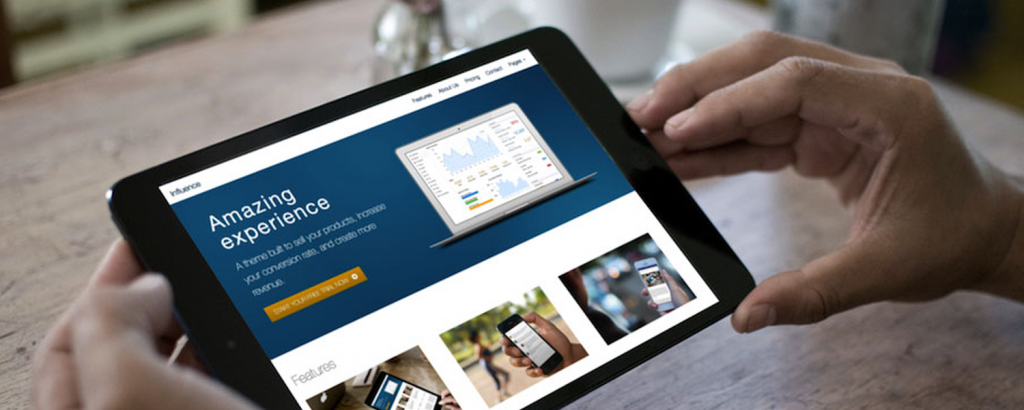 Influence
Features About Us Pricing Contact Pages
Amazing
experience
A theme built to sell your products, increase
your conversion rate, and create more
revenue.
START YOUR FREE TRIAL NOW
Features